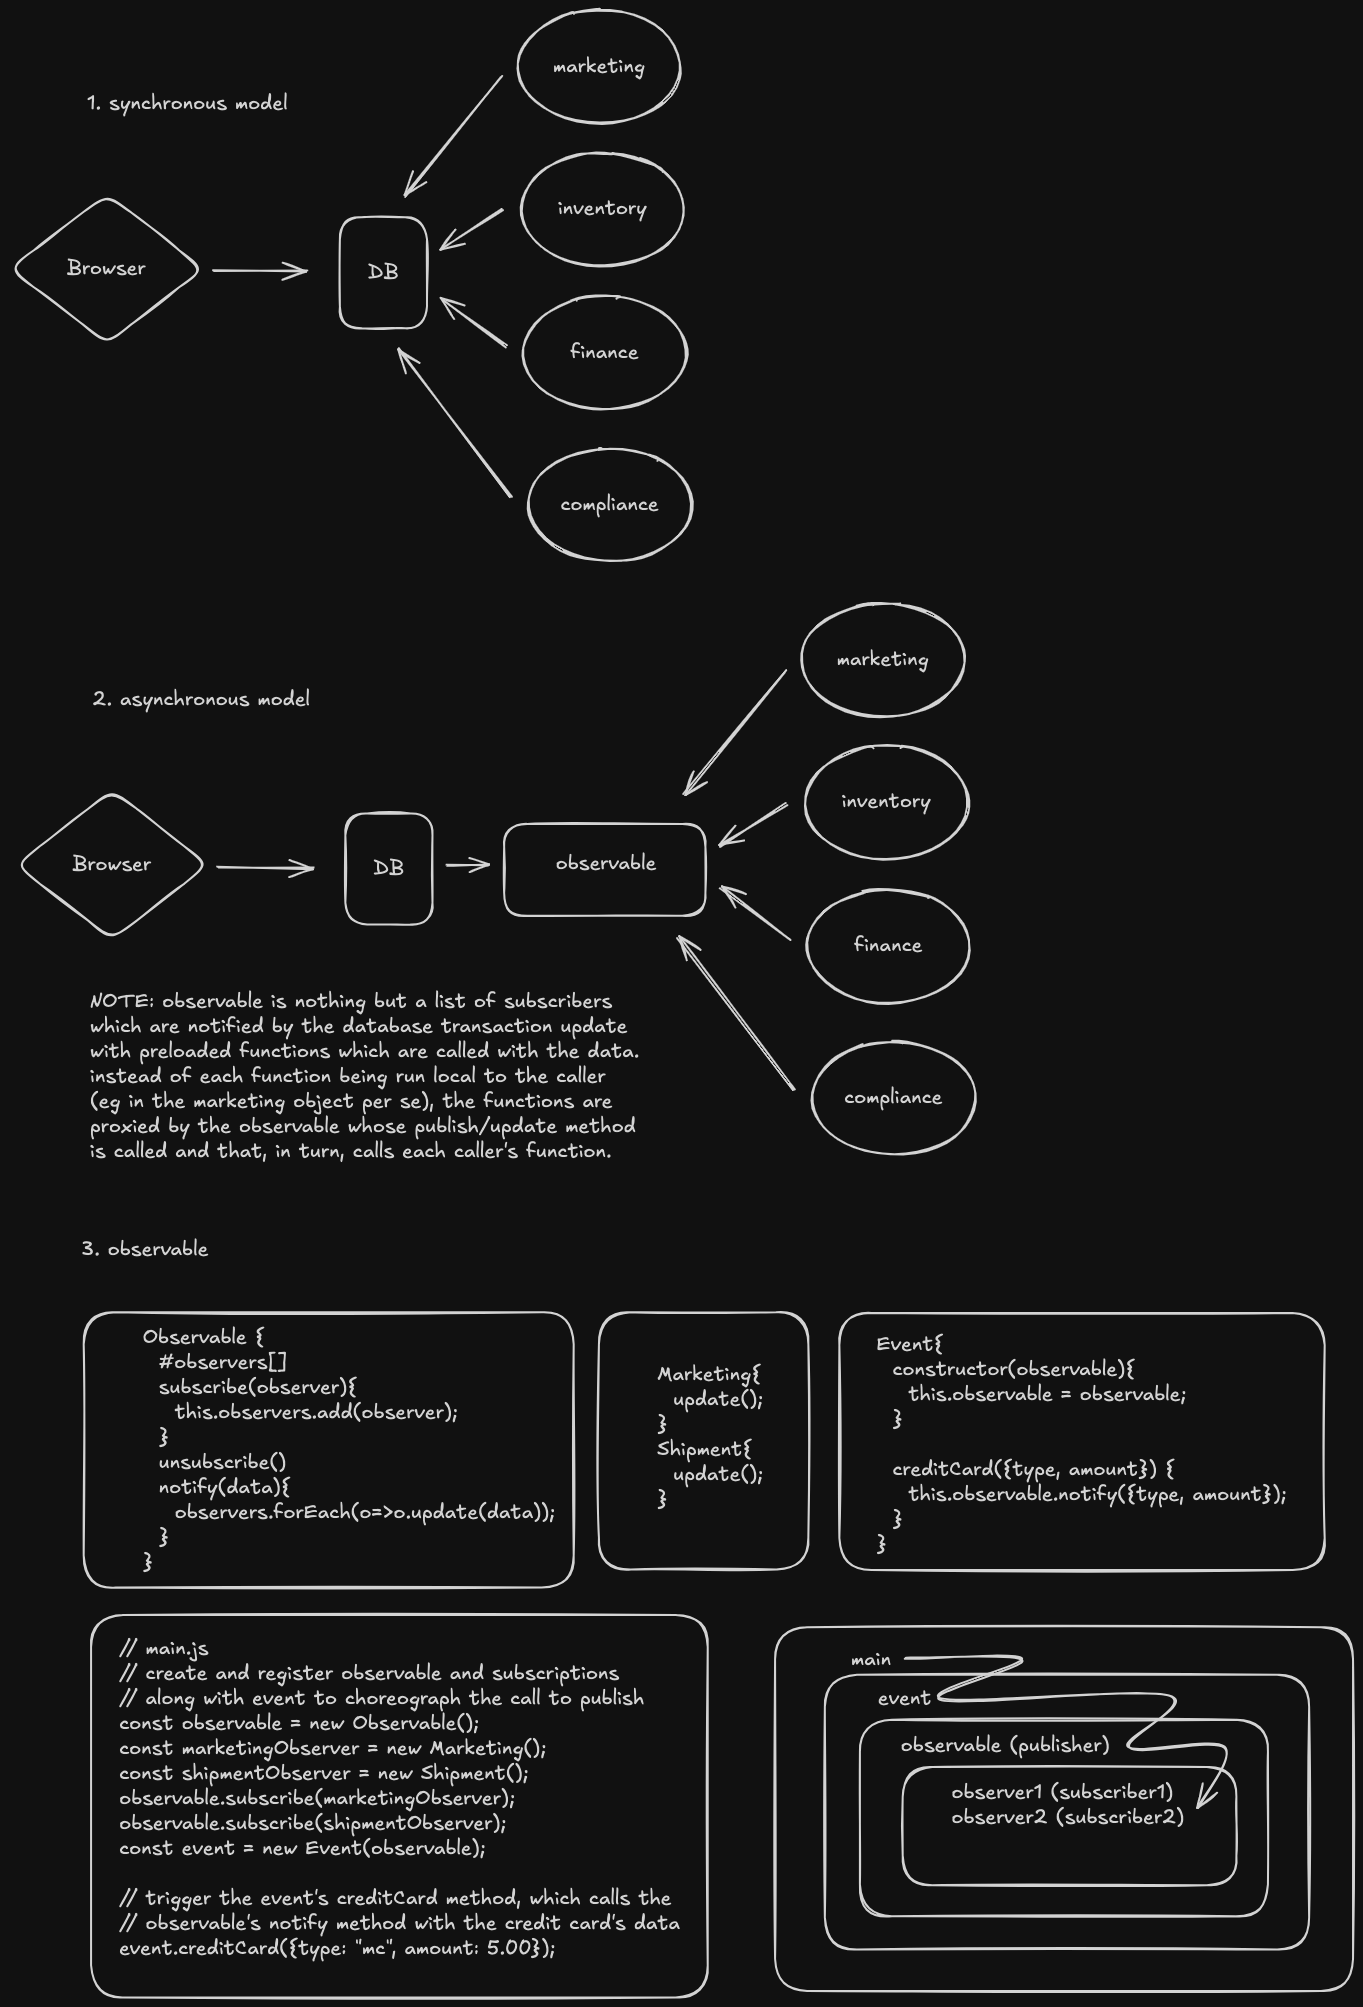 marketing
1. synchronous model
inventory
Browser
DB
finance
compliance
marketing
2. asynchronous model
inventory
Browser
DB
observable
finance
NOTE: observable is nothing but a list of subscribers
which are notified by the database transaction update
with preloaded functions which are called with the data.
instead of each function being run local to the caller
(eg in the marketing object per se), the functions are
proxied by the observable whose publish/update method
is called and that, in turn, calls each caller's function.
compliance
3. observable
Observable {
#observers[]
subscribe(observer){
this.observers.add(observer);
}
unsubscribe()
notify(data){
observers.forEach(o=>o.update(data));
}
}
Marketing{
update();
}
Shipment{
update();
}
Event{
constructor(observable){
this.observable = observable;
}
creditCard({type, amount}) {
this.observable.notify({type, amount});
}
}
// main.js
// create and register observable and subscriptions
// along with event to choreograph the call to publish
const observable = new Observable();
const marketingObserver = new Marketing();
const shipmentObserver = new Shipment();
observable.subscribe(marketingObserver);
observable.subscribe(shipmentObserver);
const event = new Event(observable);
// trigger the event's creditCard method, which calls the
// observable's notify method with the credit card's data
event.creditCard({type: "mc", amount: 5.00});
main
event
observable (publisher)
observer1 (subscriber1)
observer2 (subscriber2)